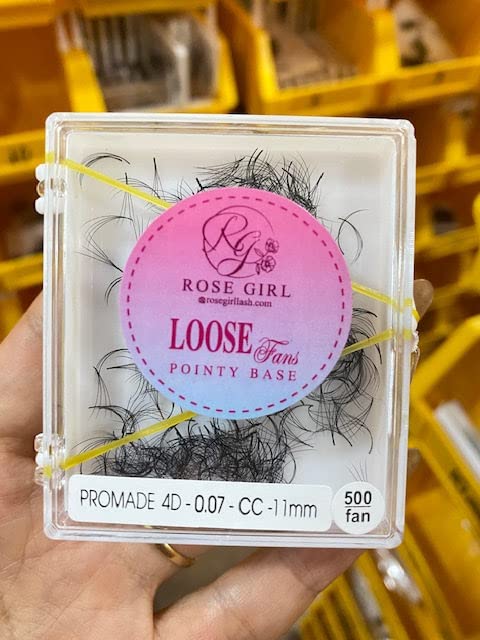 RG
ROSE GIRL
@rosegirllash.com
LOOSE Fans
POINTY BASE
PROMADE 4D - 0.07 - CC -11mm
500
fan